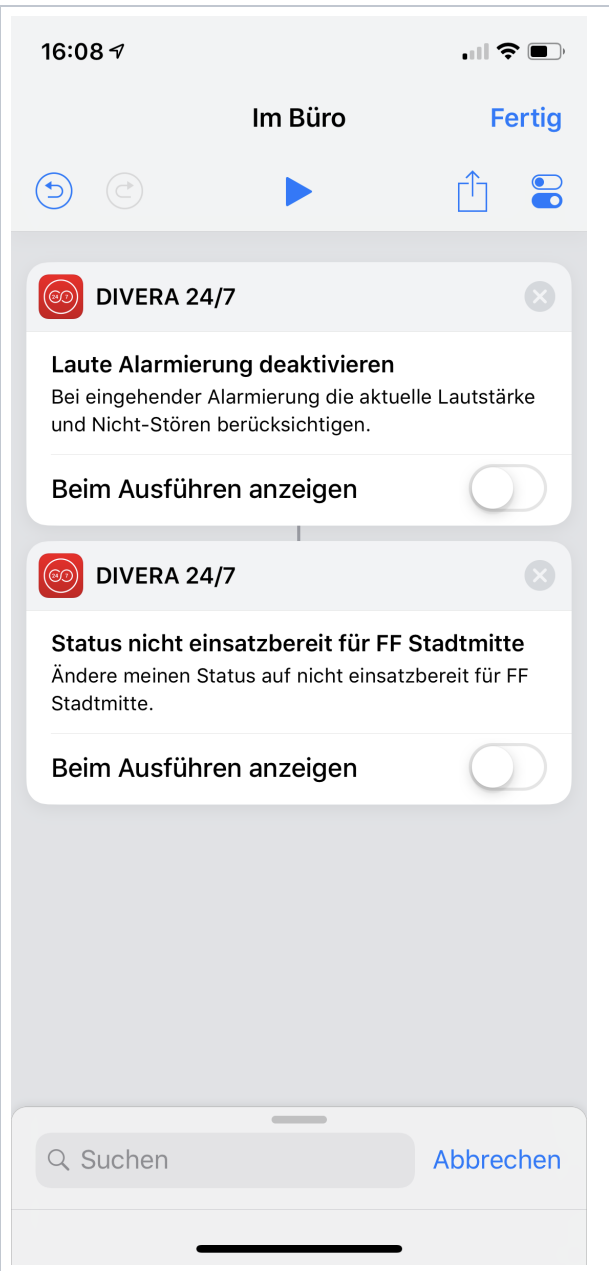 16:08
Im Büro
Fertig
DIVERA 24/7
Laute Alarmierung deaktivieren
Bei eingehender Alarmierung die aktuelle Lautstärke
und Nicht-Stören berücksichtigen.
Beim Ausführen anzeigen
DIVERA 24/7
Status nicht einsatzbereit für FF Stadtmitte
Ändere meinen Status auf nicht einsatzbereit für FF
Stadtmitte.
Beim Ausführen anzeigen
Suchen
Abbrechen